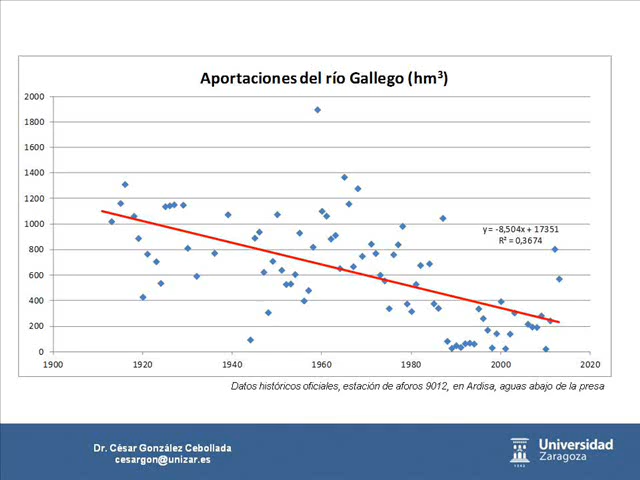 Aportaciones del río Gallego (hm³)
2000
1800
1600
1400
1200
1000
800
600
400
200
0
y = -8,504x + 17351
R² = 0,3674
1900 1920 1940 1960 1980 2000 2020
Datos históricos oficiales, estación de aforos 9012, en Ardisa, aguas abajo de la presa
Dr. César González Cebollada
cesargon@unizar.es
Universidad
Zaragoza
1542